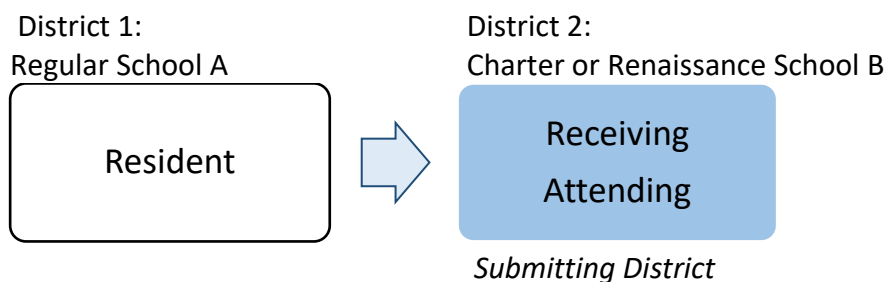 District 1:
Regular School A
Resident
District 2:
Charter or Renaissance School B
Receiving
Attending
Submitting District